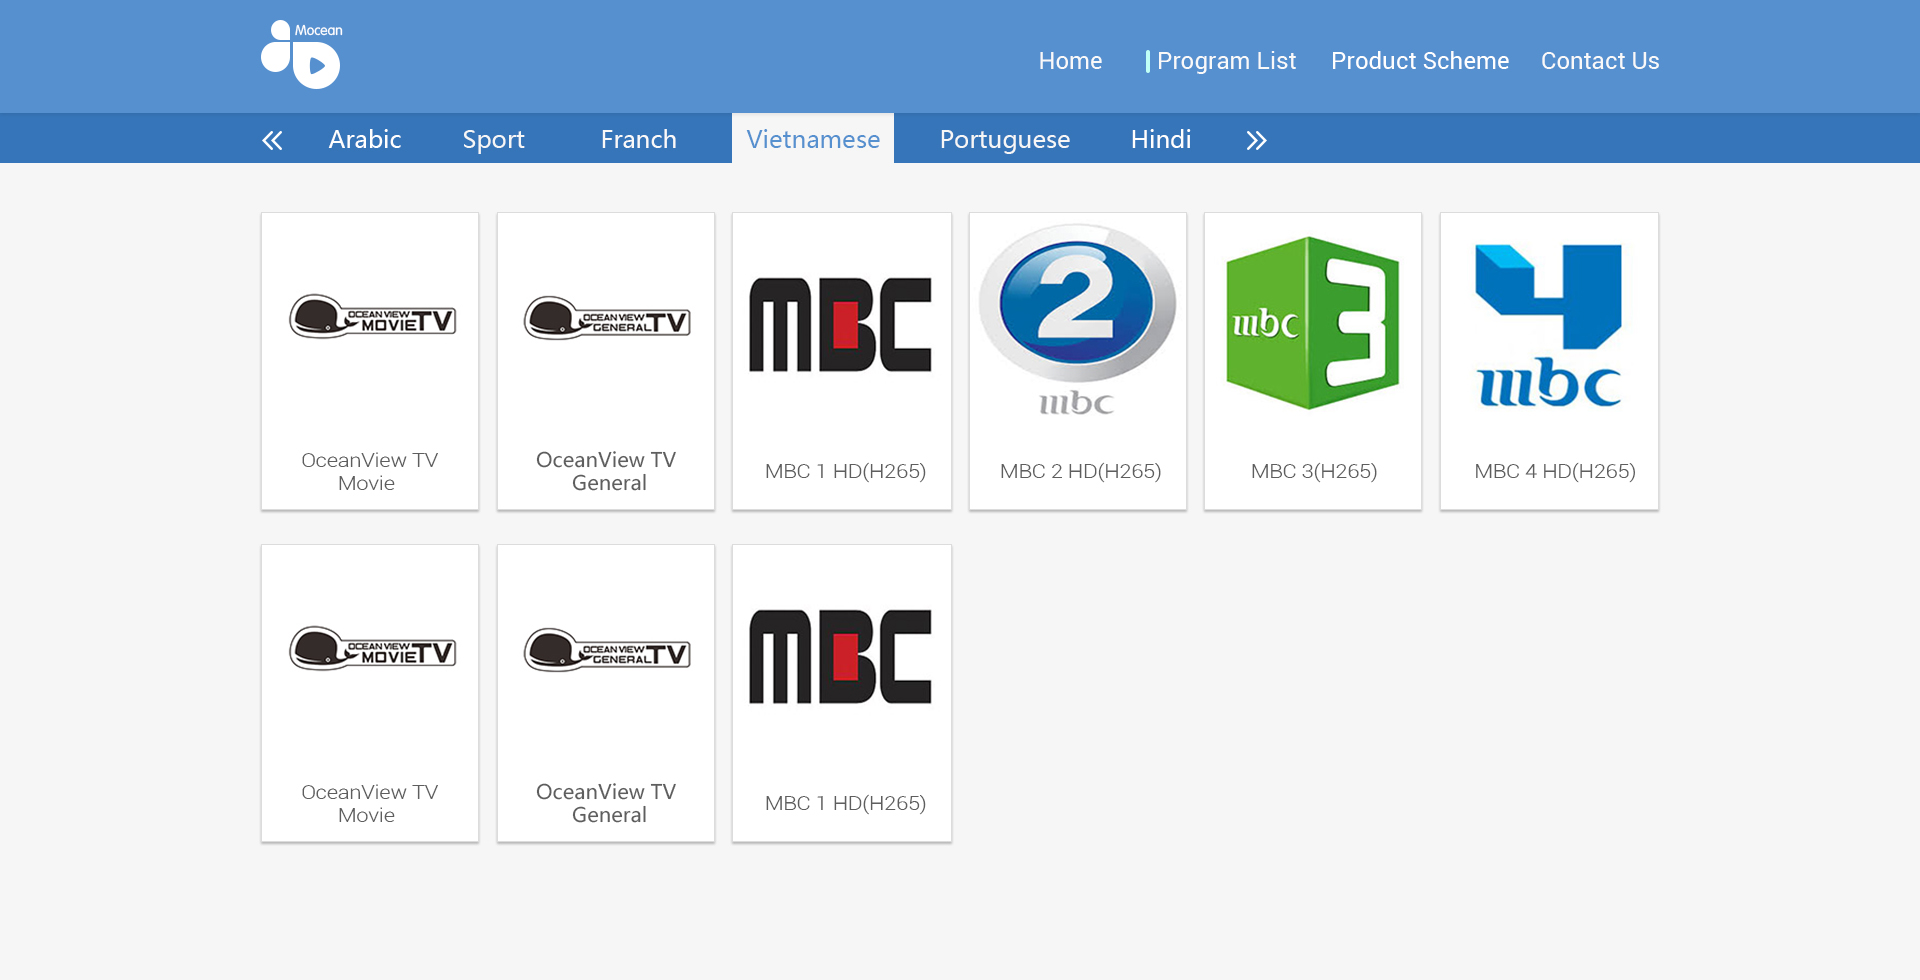 Mocean
Home Program List Product Scheme Contact Us
Arabic Sport Franch Vietnamese Portuguese Hindi
OCEAN VIEW
MOVIE TV
OCEAN VIEW
GENERAL TV
MBC
2
mbc
mbc 3
4
mbc
OceanView TV
Movie
OceanView TV
General
MBC 1 HD(H265)
MBC 2 HD(H265)
MBC 3(H265)
MBC 4 HD(H265)
OCEAN VIEW
MOVIE TV
OCEAN VIEW
GENERAL TV
MBC
OceanView TV
Movie
OceanView TV
General
MBC 1 HD(H265)